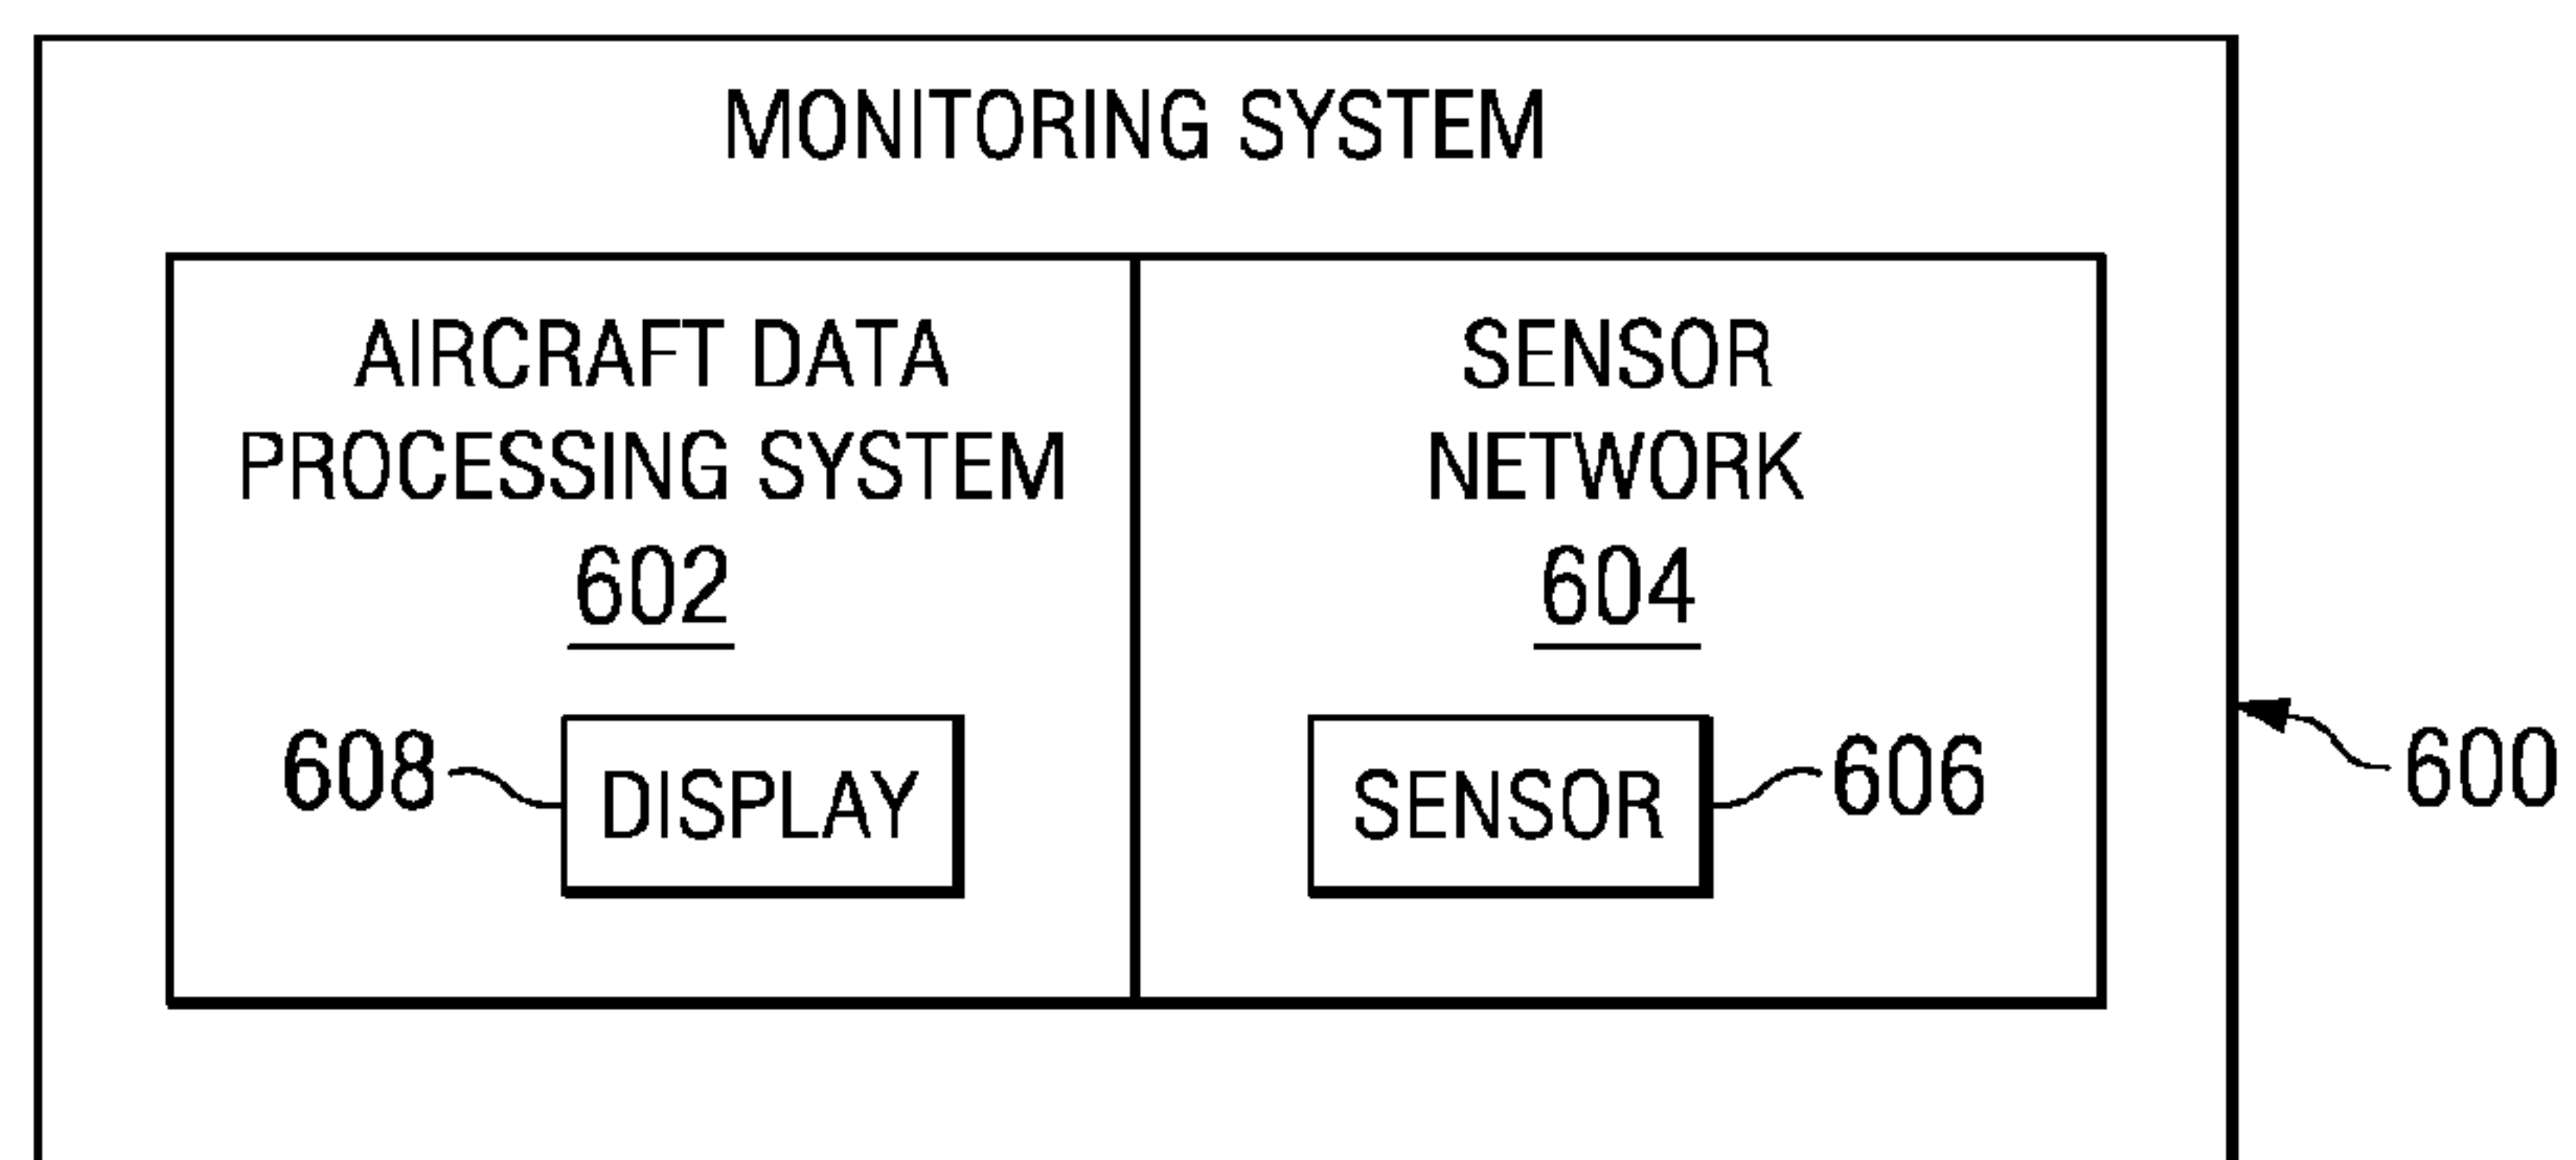 MONITORING SYSTEM
AIRCRAFT DATA
PROCESSING SYSTEM
602
608
DISPLAY
SENSOR
NETWORK
604
SENSOR
606
600